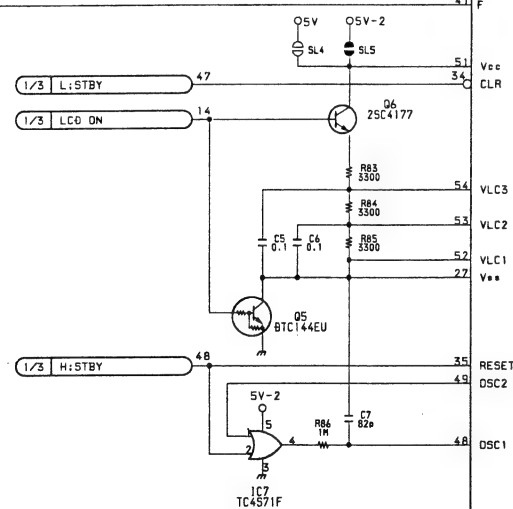 41 F
5V 5V-2
SL4 SL5
51 Vcc
1/3 L:STBY 47 34 CLR
1/3 LCD ON 14
Q6
2SC4177
R83
3300
54 VLC3
R84
3300
53 VLC2
C5
0.1
C6
0.1
R85
3300
52 VLC1
27 Vss
Q5
BTC144EU
1/3 H:STBY 48
35 RESET
49 OSC2
5V-2
5
2
4
3
R86
1M
C7
82p
48 OSC1
IC7
TC4S71F